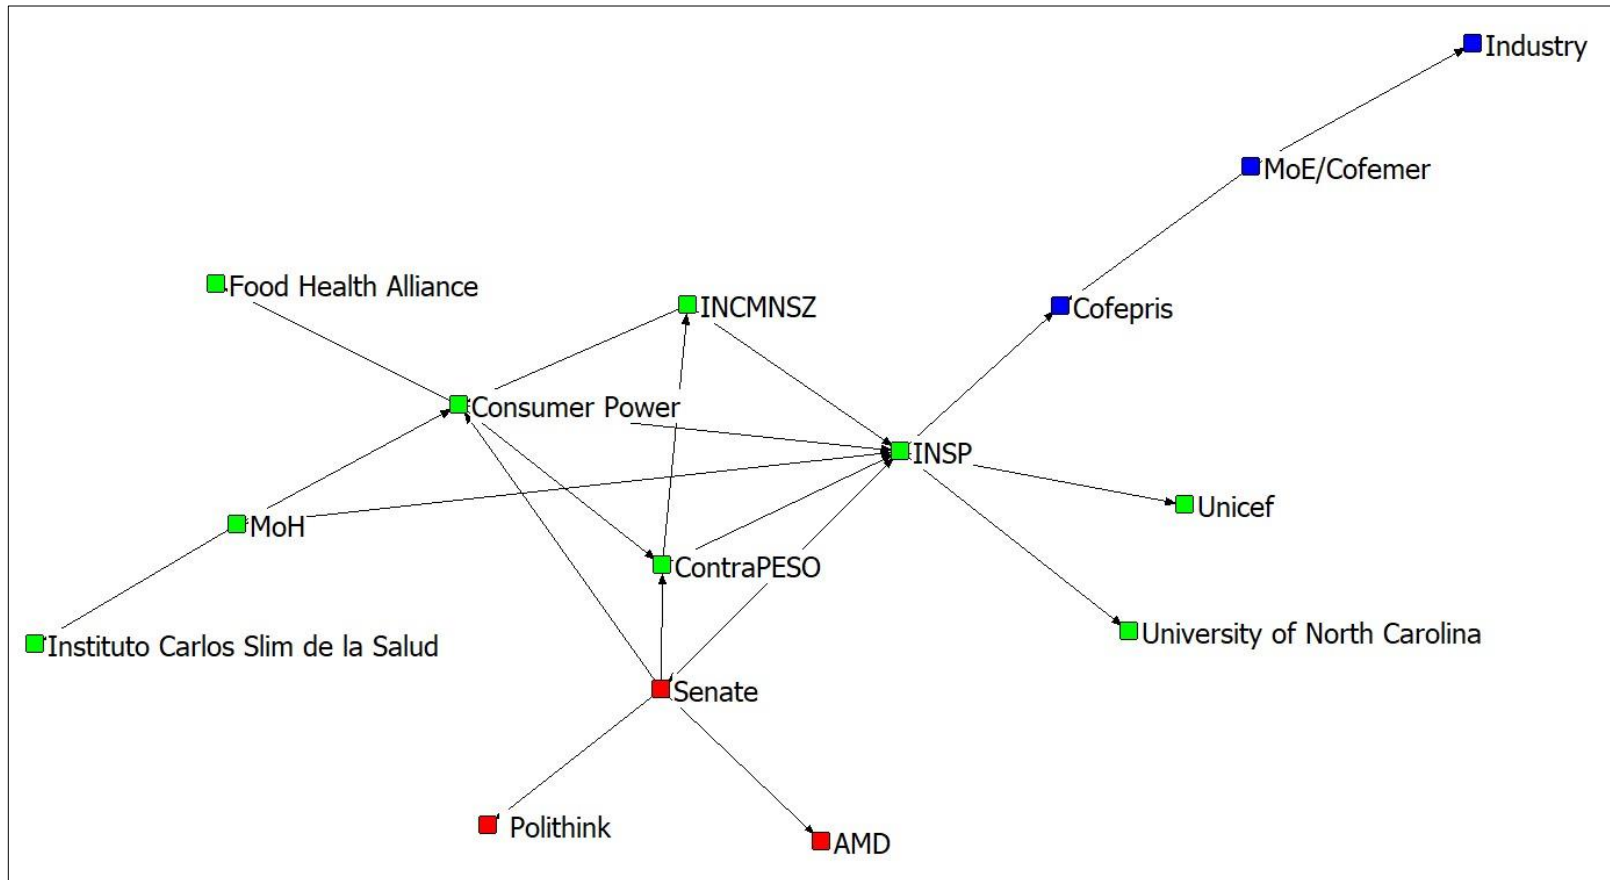 Industry
MoE/Cofemer
Food Health Alliance
INCMNSZ
Cofepris
Consumer Power
INSP
Unicef
MoH
ContraPESO
University of North Carolina
Instituto Carlos Slim de la Salud
Senate
Polithink
AMD